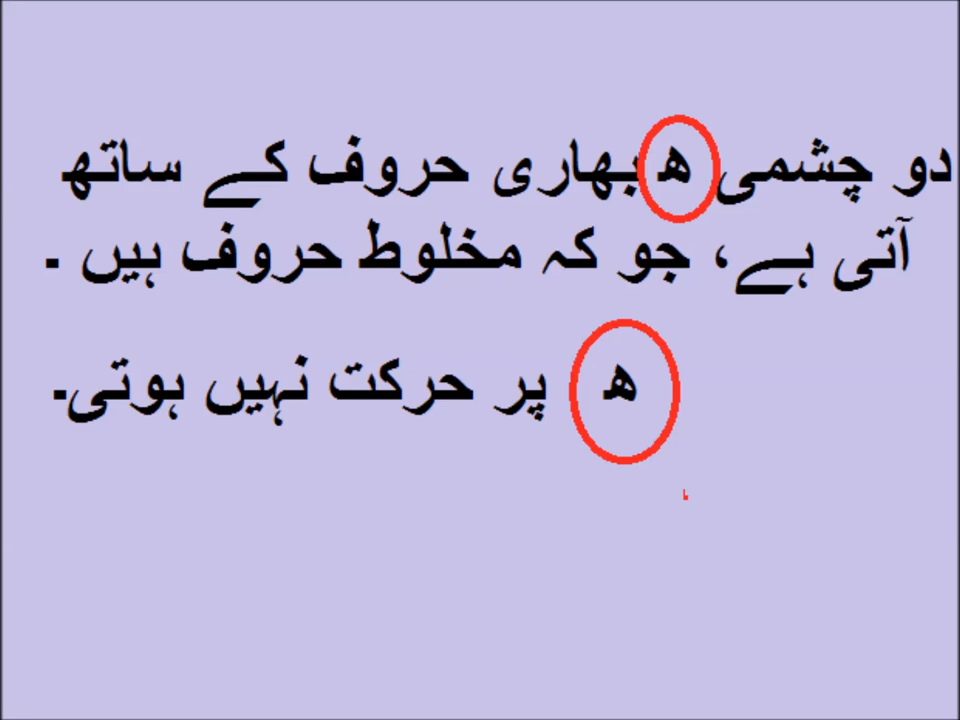 دو چشمی ھ بھاری حروف کے ساتھ
آتی ہے، جو کہ مخلوط حروف ہیں ۔
ھ پر حرکت نہیں ہوتی۔